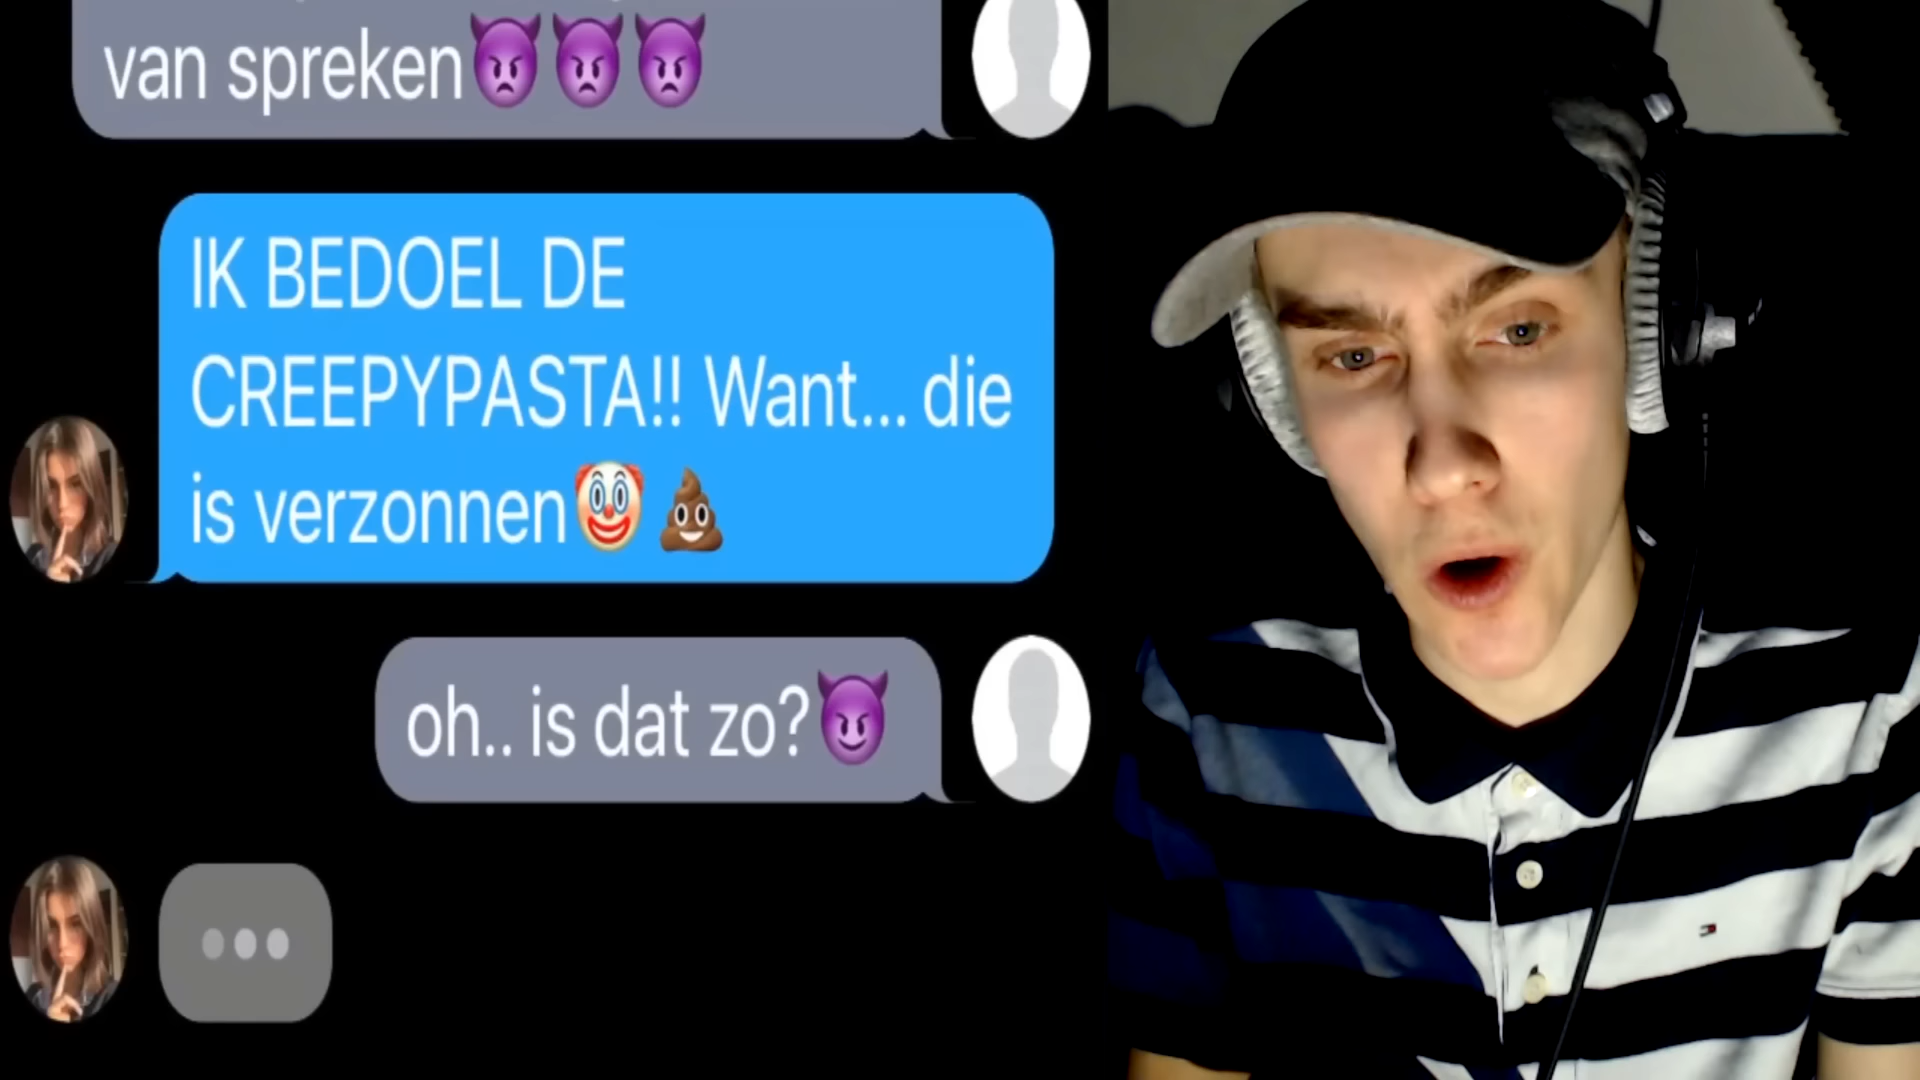 van spreken👿👿👿
IK BEDOEL DE
CREEPYPASTA!! Want... die
is verzonnen🤡💩
oh.. is dat zo?😈